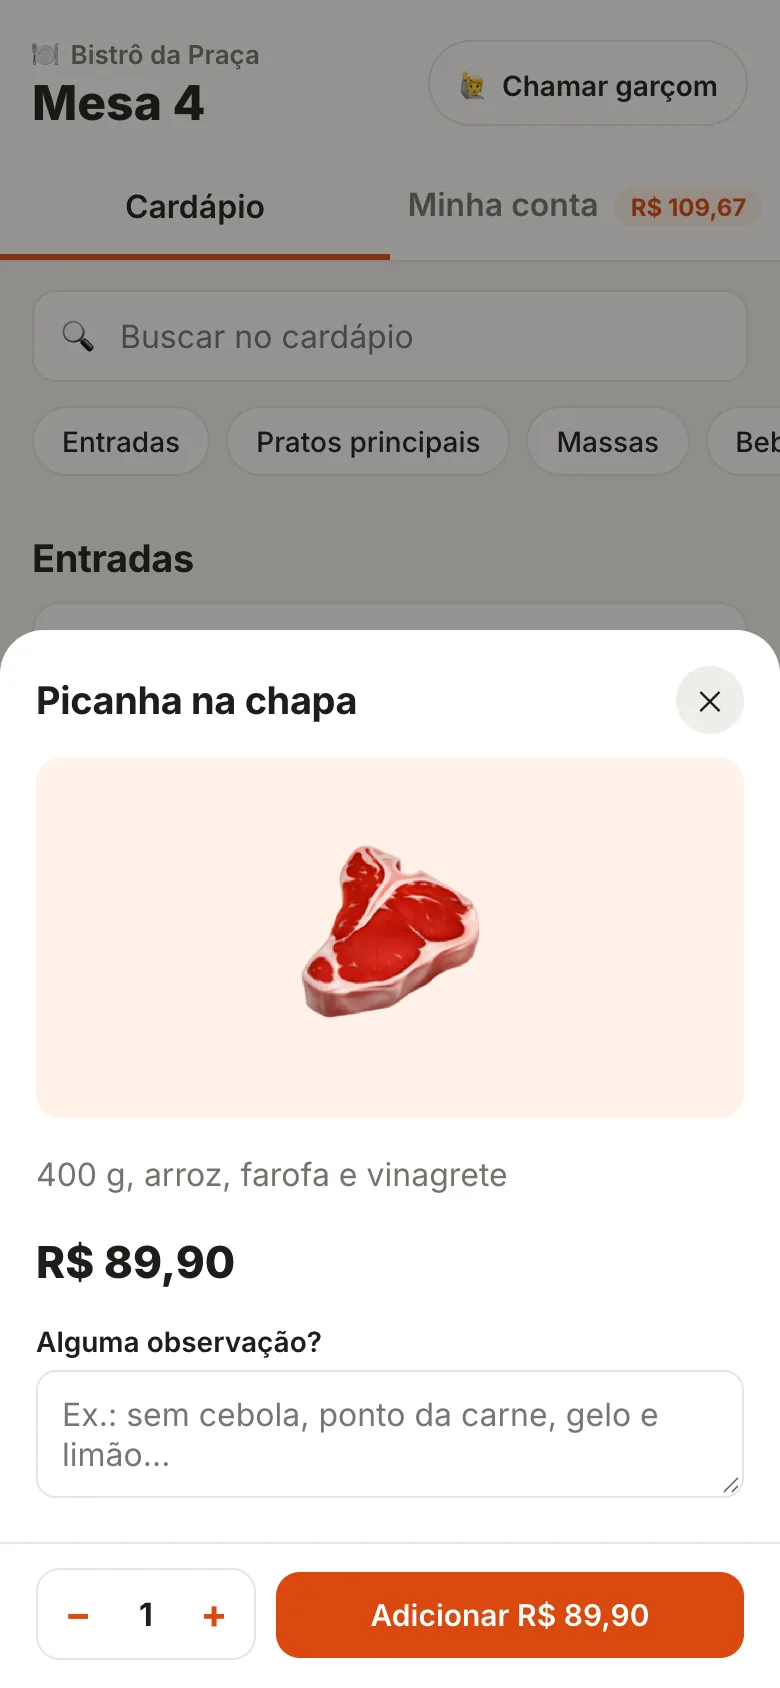 Bistrô da Praça
Mesa 4
Chamar garçom
Cardápio
Minha conta R$ 109,67
Buscar no cardápio
Entradas
Pratos principais
Massas
Beb
Entradas
Picanha na chapa
400 g, arroz, farofa e vinagrete
R$ 89,90
Alguma observação?
Ex.: sem cebola, ponto da carne, gelo e
limão...
− 1 +
Adicionar R$ 89,90